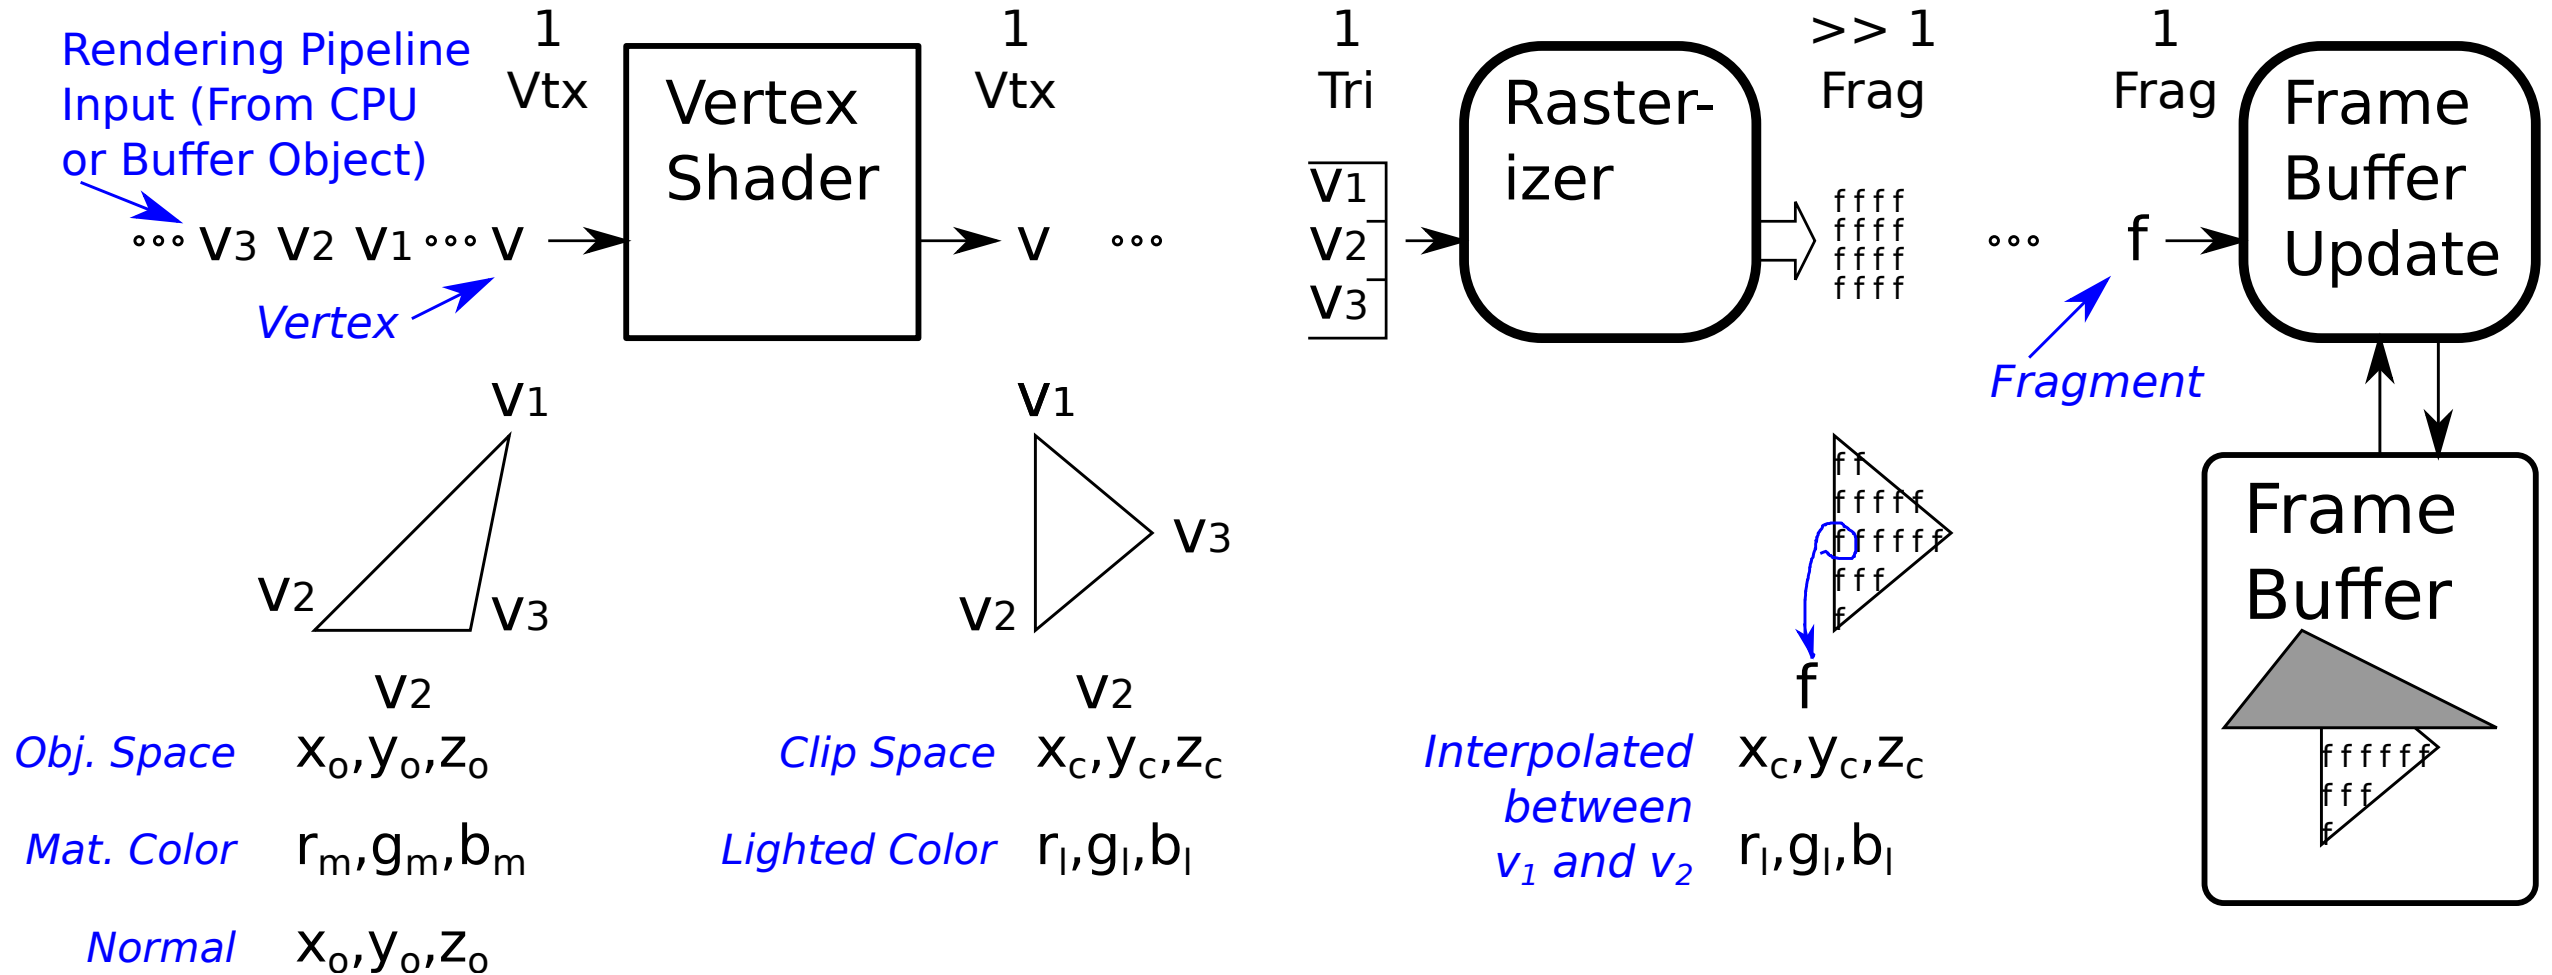 Rendering Pipeline
Input (From CPU
or Buffer Object)
1
Vtx
Vertex
Shader
1
Vtx
1
Tri
Raster-
izer
>> 1
Frag
1
Frag
Frame
Buffer
Update
v3 v2 v1 v
v
v1
v2
v3
f f f f
f f f f
f f f f
f f f f
f
Vertex
Fragment
v1
v2
v3
v1
v2
v3
f f
f f f f f
f f f f f f
f f f
f
Frame
Buffer
f f f f f f
f f f
f
v2
Obj. Space xo,yo,zo
Mat. Color rm,gm,bm
Normal xo,yo,zo
v2
Clip Space xc,yc,zc
Lighted Color rl,gl,bl
f
Interpolated xc,yc,zc
between
v1 and v2 rl,gl,bl